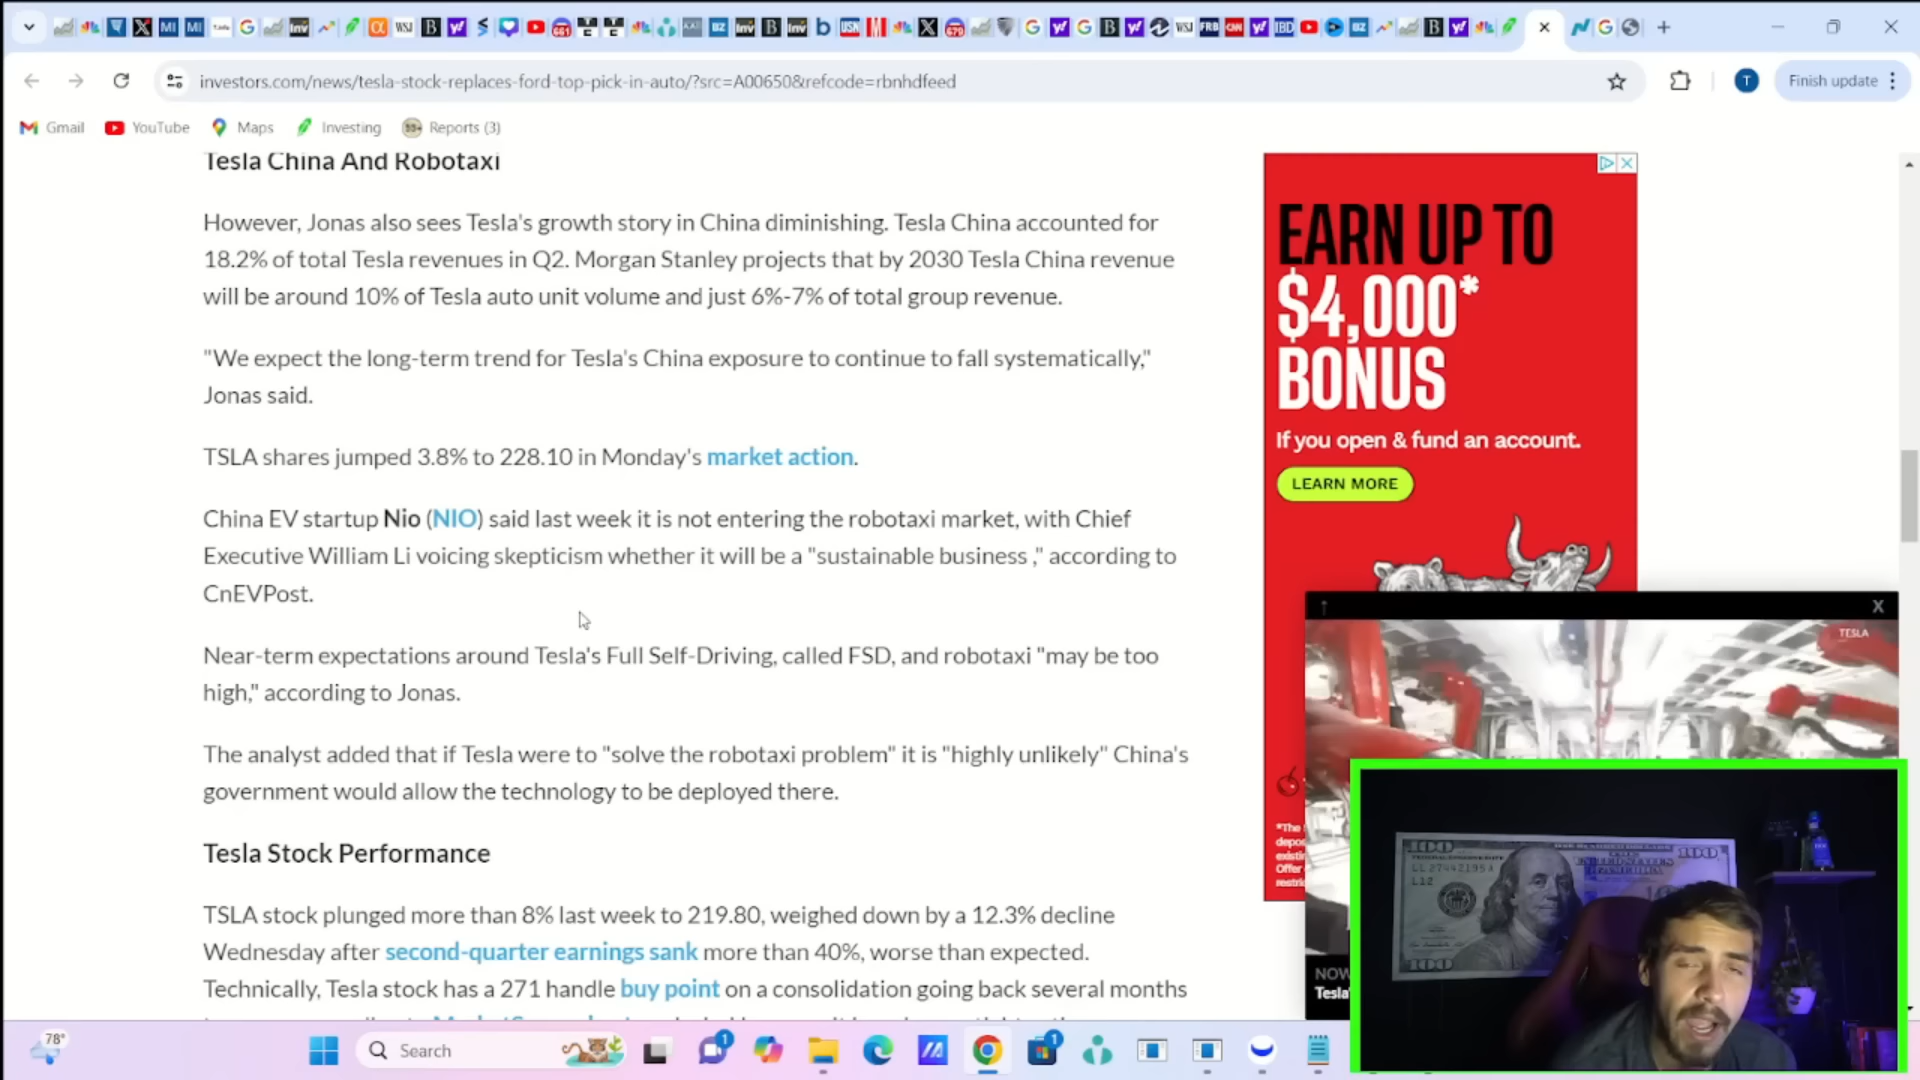 investors.com/news/tesla-stock-replaces-ford-top-pick-in-auto/?src=A00650&refcode=rbnhdfeed
T
Finish update
Gmail
YouTube
Maps
Investing
Reports (3)
Tesla China And Robotaxi
However, Jonas also sees Tesla's growth story in China diminishing. Tesla China accounted for
18.2% of total Tesla revenues in Q2. Morgan Stanley projects that by 2030 Tesla China revenue
will be around 10% of Tesla auto unit volume and just 6%-7% of total group revenue.
"We expect the long-term trend for Tesla's China exposure to continue to fall systematically,"
Jonas said.
TSLA shares jumped 3.8% to 228.10 in Monday's market action.
China EV startup Nio (NIO) said last week it is not entering the robotaxi market, with Chief
Executive William Li voicing skepticism whether it will be a "sustainable business ," according to
CnEVPost.
Near-term expectations around Tesla's Full Self-Driving, called FSD, and robotaxi "may be too
high," according to Jonas.
The analyst added that if Tesla were to "solve the robotaxi problem" it is "highly unlikely" China's
government would allow the technology to be deployed there.
Tesla Stock Performance
TSLA stock plunged more than 8% last week to 219.80, weighed down by a 12.3% decline
Wednesday after second-quarter earnings sank more than 40%, worse than expected.
Technically, Tesla stock has a 271 handle buy point on a consolidation going back several months
EARN UP TO
$4,000*
BONUS
If you open & fund an account.
LEARN MORE
X
TESLA
*The
Offer
NOW
Tesla'
100
100
100
L12
78°
Search
1
1